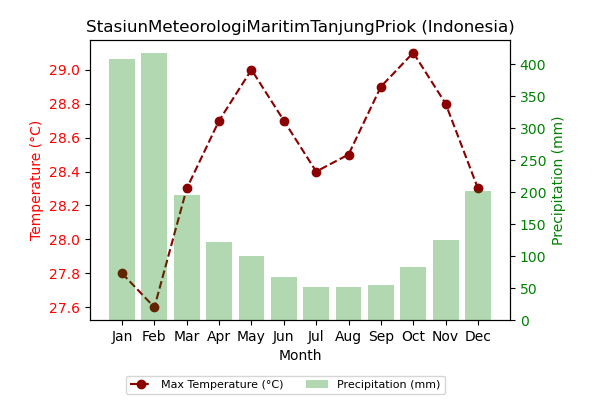 StasiunMeteorologiMaritimTanjungPriok (Indonesia)
Temperature (°C)
29.0
28.8
28.6
28.4
28.2
28.0
27.8
27.6
400
350
300
250
200
150
100
50
0
Precipitation (mm)
Jan Feb Mar Apr May Jun Jul Aug Sep Oct Nov Dec
Month
Max Temperature (°C) Precipitation (mm)